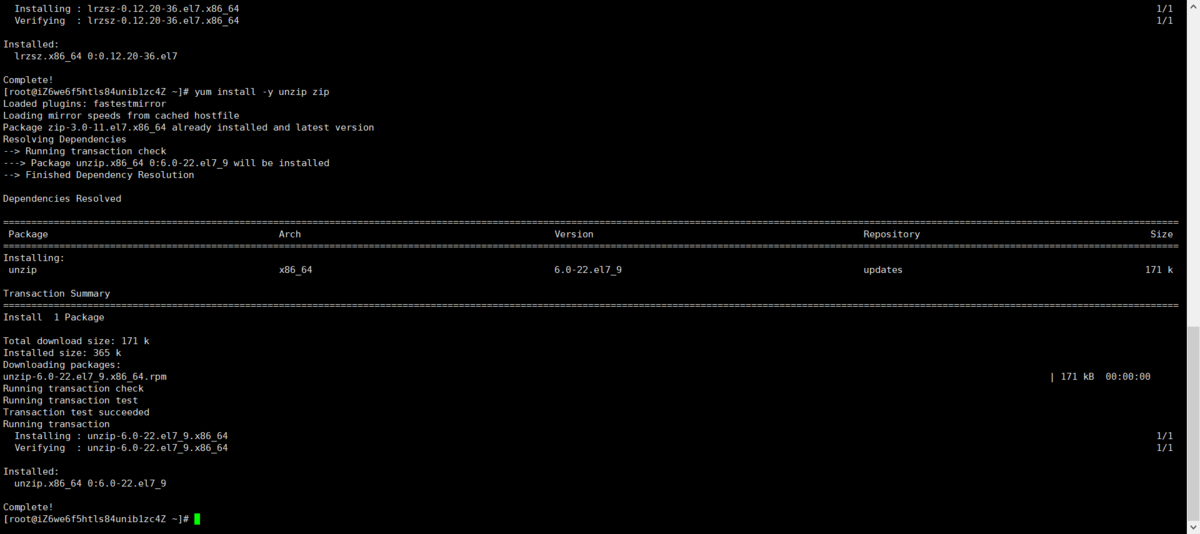 Installing : lrzsz-0.12.20-36.el7.x86_64 1/1
Verifying  : lrzsz-0.12.20-36.el7.x86_64 1/1
Installed:
lrzsz.x86_64 0:0.12.20-36.el7
Complete!
[root@iZ6we6f5htls84unib1zc4Z ~]# yum install -y unzip zip
Loaded plugins: fastestmirror
Loading mirror speeds from cached hostfile
Package zip-3.0-11.el7.x86_64 already installed and latest version
Resolving Dependencies
--> Running transaction check
---> Package unzip.x86_64 0:6.0-22.el7_9 will be installed
--> Finished Dependency Resolution
Dependencies Resolved
Package Arch Version Repository Size
Installing:
unzip x86_64 6.0-22.el7_9 updates 171 k
Transaction Summary
Install  1 Package
Total download size: 171 k
Installed size: 365 k
Downloading packages:
unzip-6.0-22.el7_9.x86_64.rpm | 171 kB  00:00:00
Running transaction check
Running transaction test
Transaction test succeeded
Running transaction
Installing : unzip-6.0-22.el7_9.x86_64 1/1
Verifying  : unzip-6.0-22.el7_9.x86_64 1/1
Installed:
unzip.x86_64 0:6.0-22.el7_9
Complete!
[root@iZ6we6f5htls84unib1zc4Z ~]#